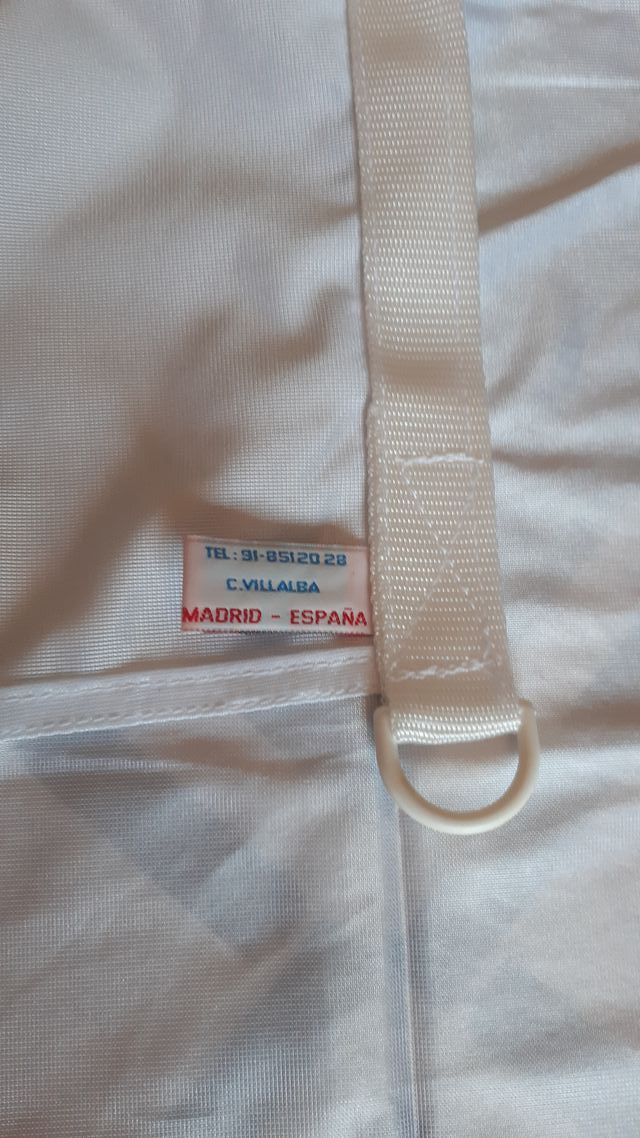 TEL: 91-851 20 28
C.VILLALBA
MADRID - ESPAÑA